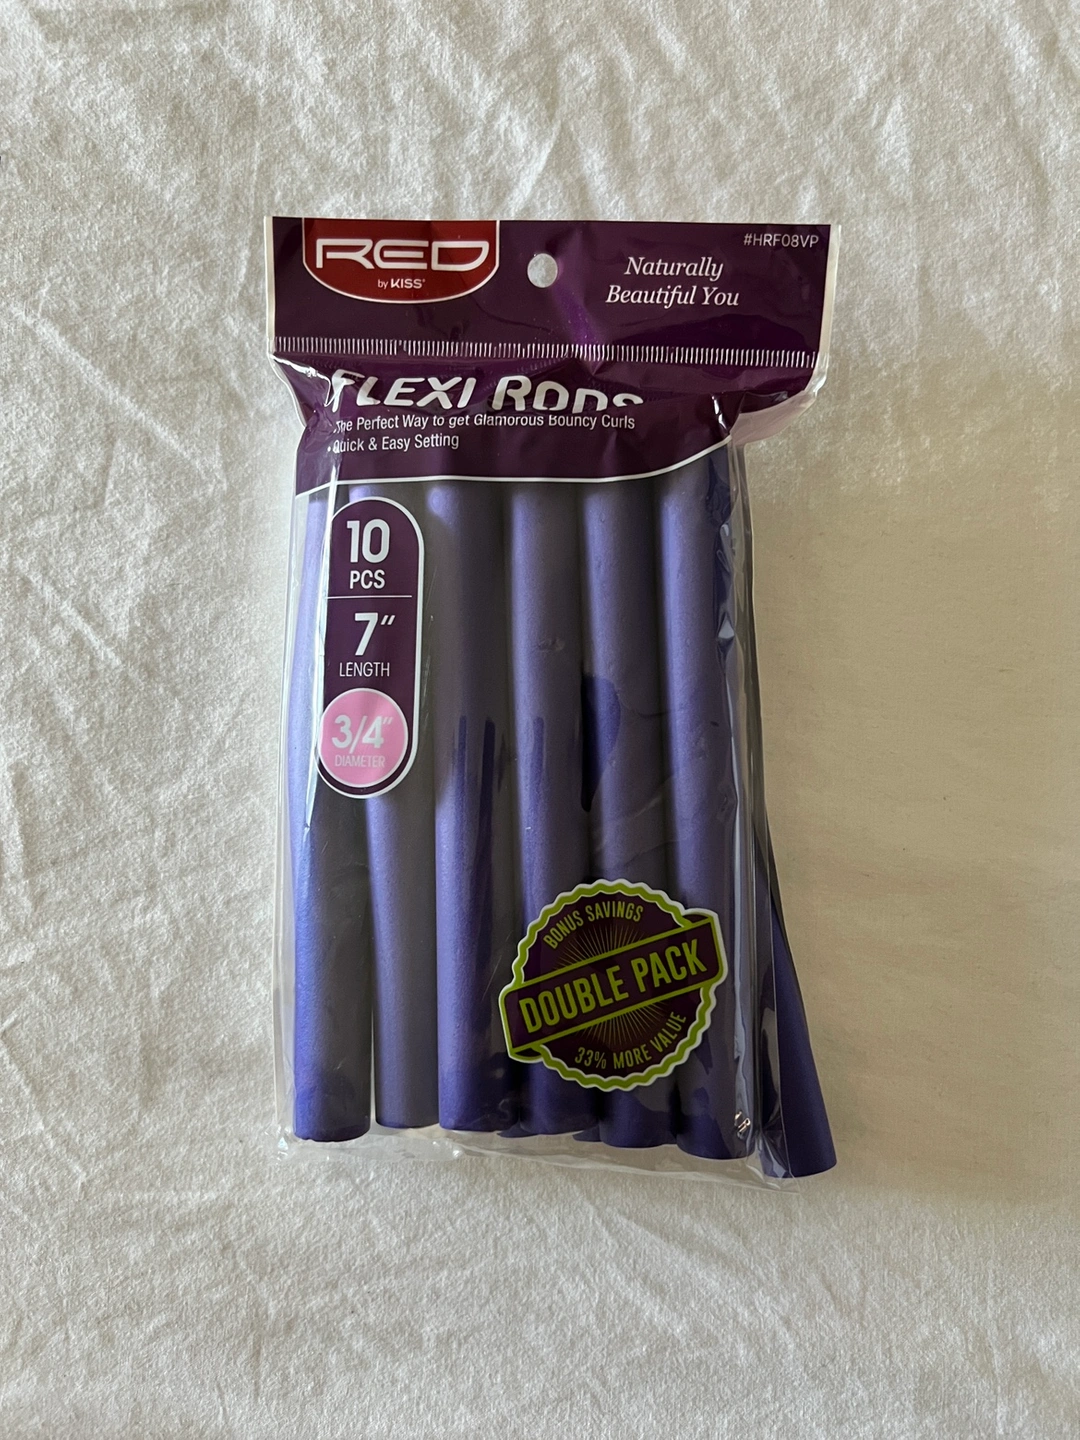 RED
by KISS®
#HRF08VP
Naturally
Beautiful You
FLEXI RODS
The Perfect Way to get Glamorous Bouncy Curls
Quick & Easy Setting
10
PCS
7"
LENGTH
3/4"
DIAMETER
BONUS SAVINGS
DOUBLE PACK
33% MORE VALUE